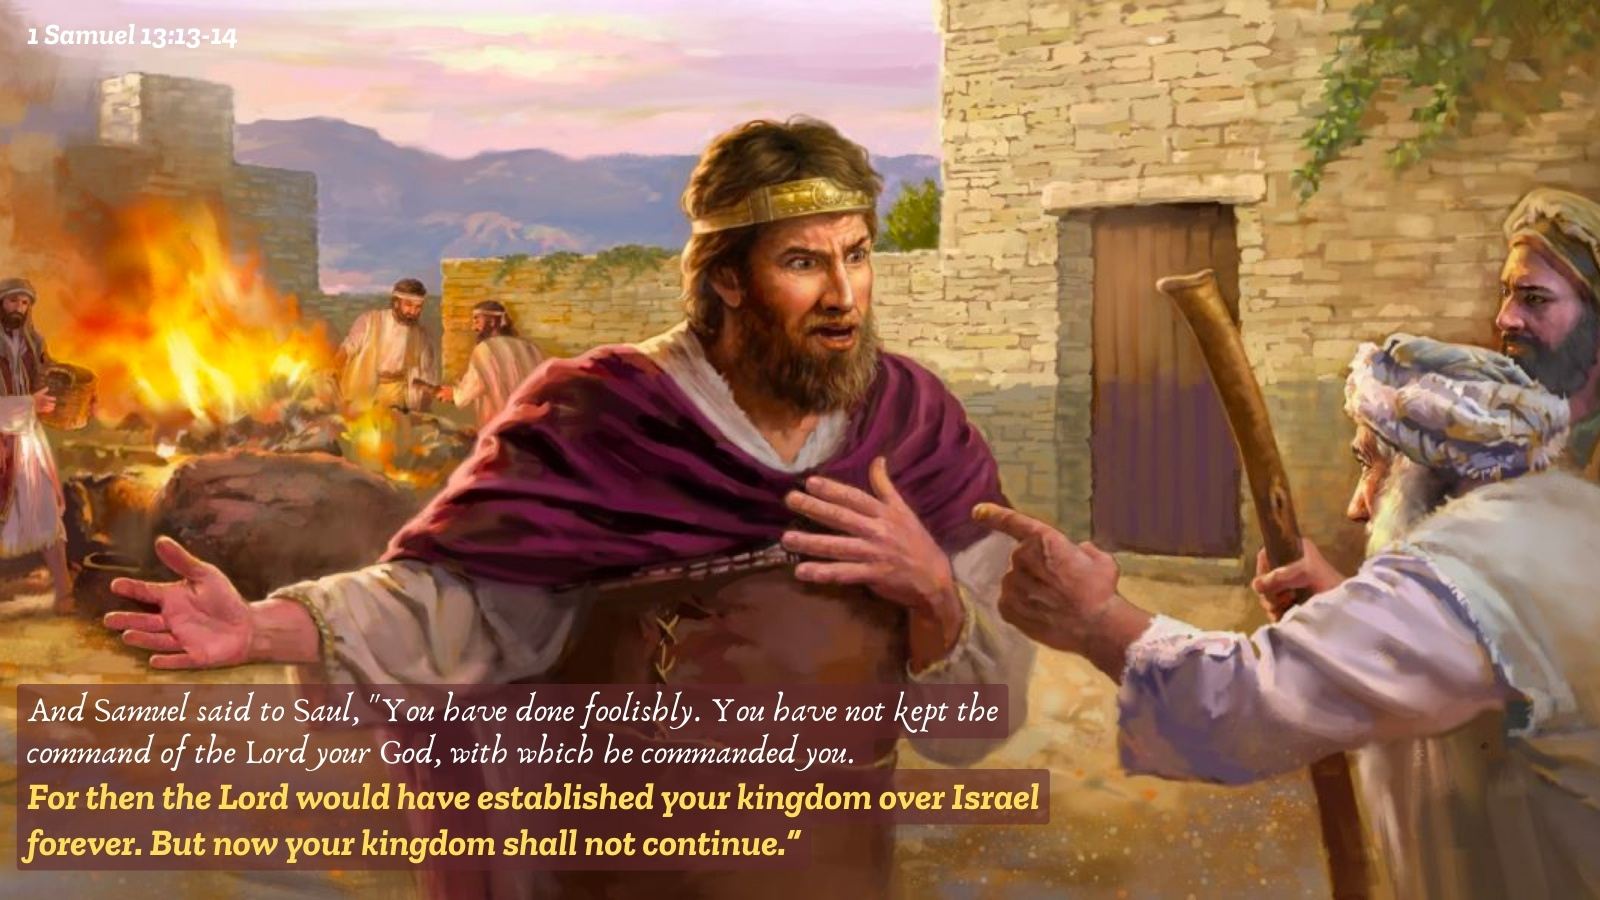 1 Samuel 13:13-14
And Samuel said to Saul, "You have done foolishly. You have not kept the
command of the Lord your God, with which he commanded you.
For then the Lord would have established your kingdom over Israel
forever. But now your kingdom shall not continue.”